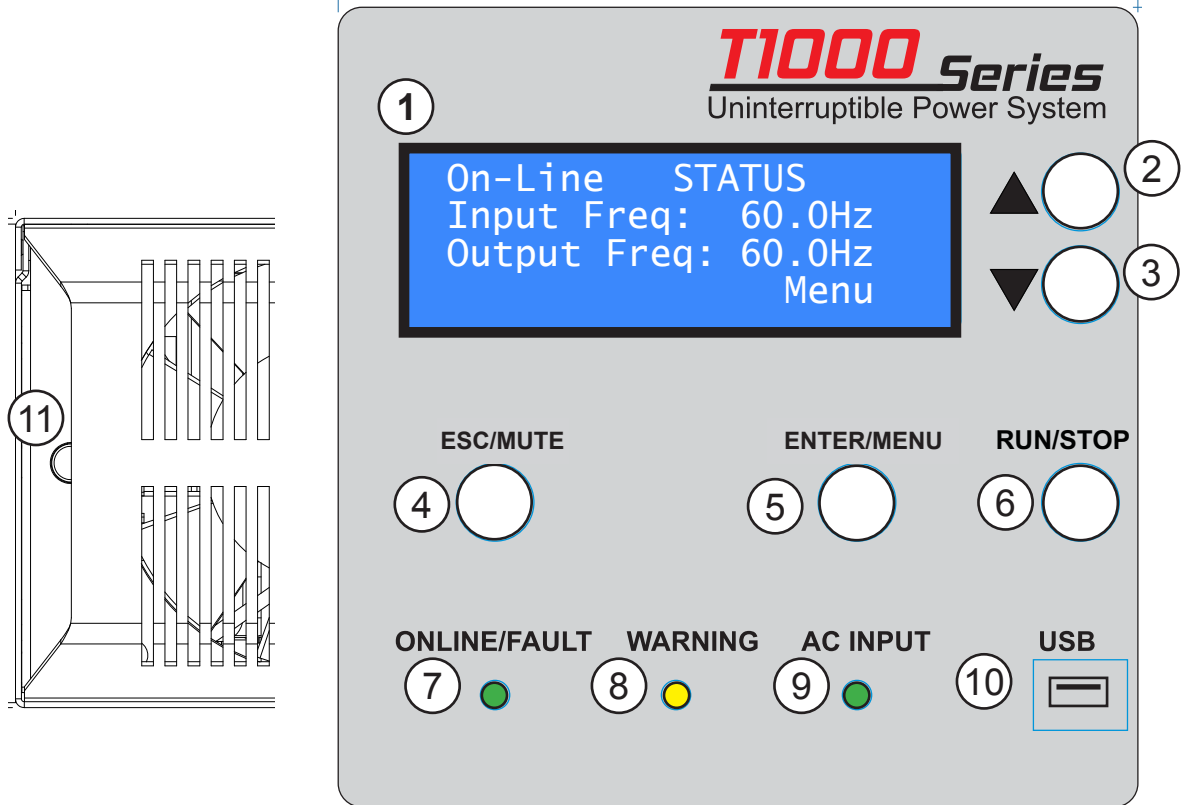 T1000 Series
Uninterruptible Power System
1
On-Line STATUS
Input Freq: 60.0Hz
Output Freq: 60.0Hz
Menu
2
3
11
ESC/MUTE
ENTER/MENU
RUN/STOP
4
5
6
ONLINE/FAULT
WARNING
AC INPUT
USB
7
8
9
10